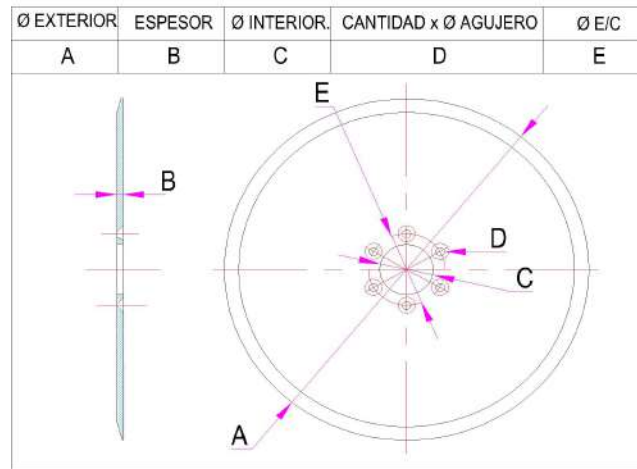 Ø EXTERIOR ESPESOR Ø INTERIOR. CANTIDAD x Ø AGUJERO Ø E/C
A B C D E
E
B
D
C
A